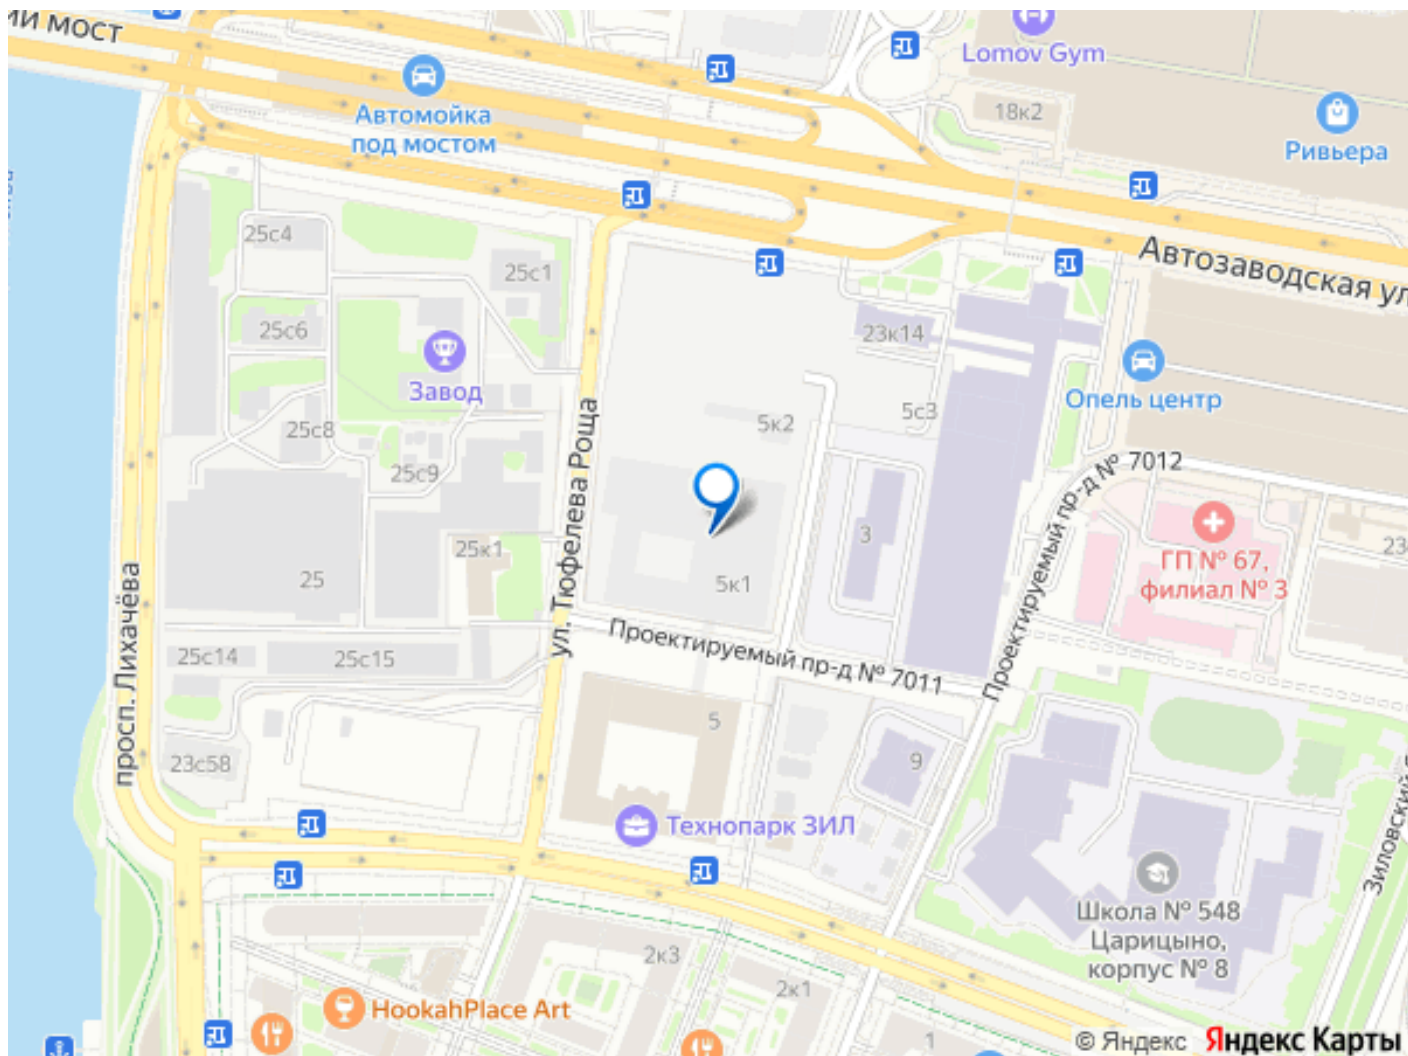 ий мост
Lomov Gym
Автомойка
под мостом
18к2
Ривьера
25с4
25с1
Автозаводская ул
25с6
23к14
Завод
Опель центр
5с3
5к2
25с8
25с9
ул. Тюфелева Роща
Проектируемый пр-д № 7012
3
25к1
ГП № 67,
филиал № 3
23
25
5к1
просп. Лихачёва
Проектируемый пр-д № 7011
25с14
25с15
5
9
23с58
Технопарк ЗИЛ
Зиловский
Школа № 548
Царицыно,
корпус № 8
2к3
2к1
HookahPlace Art
1
© Яндекс Яндекс Карты